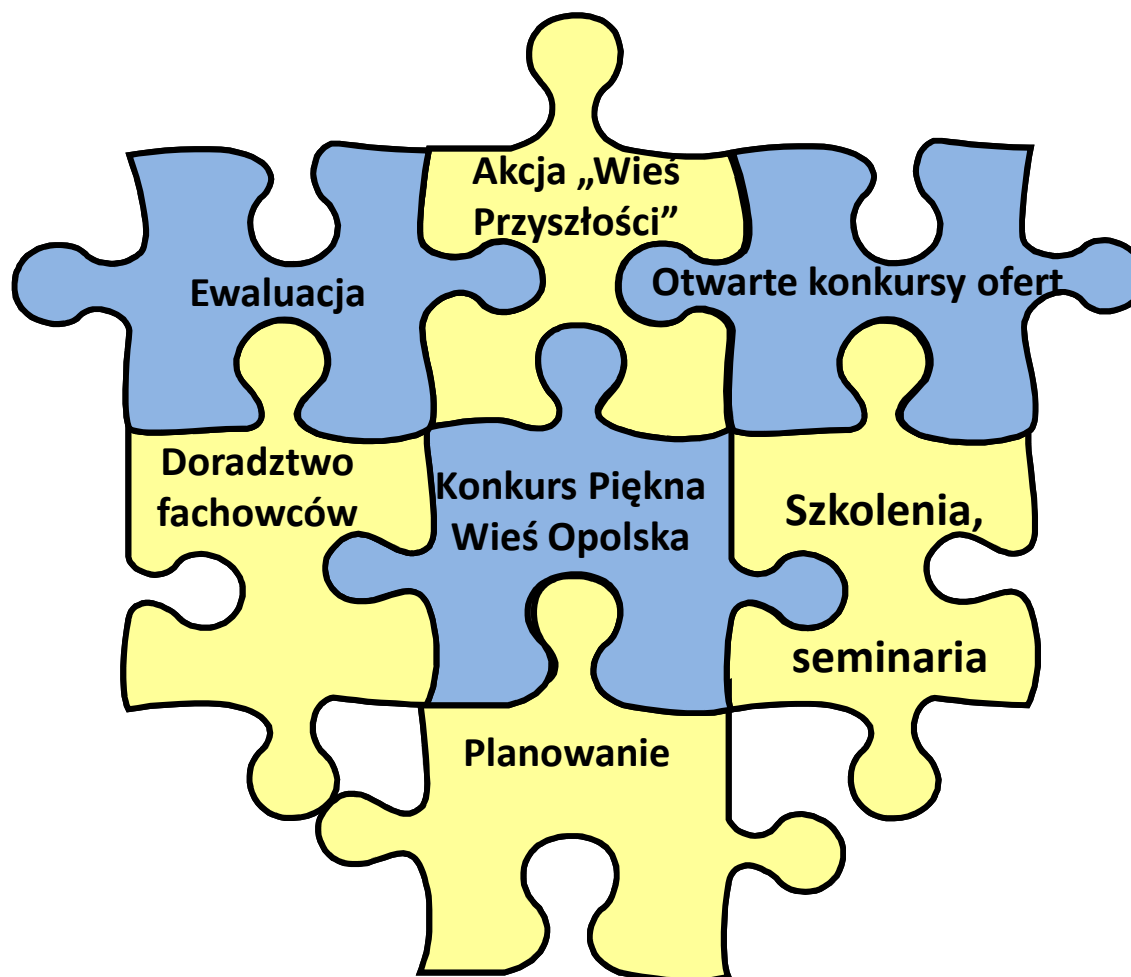 Akcja „Wieś
Przyszłości”
Ewaluacja
Otwarte konkursy ofert
Doradztwo
fachowców
Konkurs Piękna
Wieś Opolska
Szkolenia,
seminaria
Planowanie